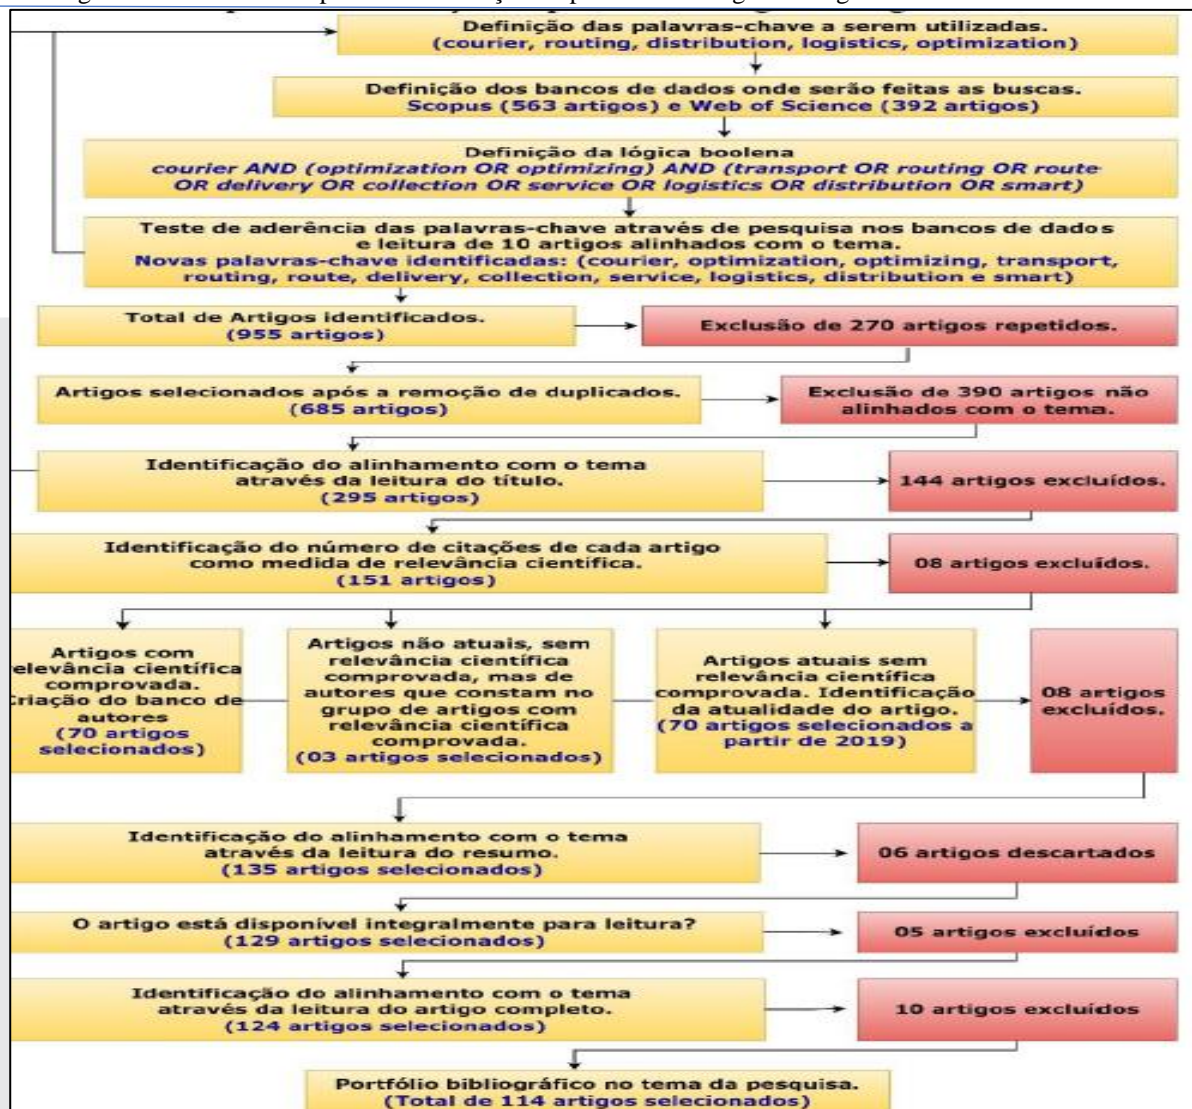 Definição das palavras-chave a serem utilizadas.
(courier, routing, distribution, logistics, optimization)
Definição dos bancos de dados onde serão feitas as buscas.
Scopus (563 artigos) e Web of Science (392 artigos)
Definição da lógica boolena
courier AND (optimization OR optimizing) AND (transport OR routing OR route
OR delivery OR collection OR service OR logistics OR distribution OR smart)
Teste de aderência das palavras-chave através de pesquisa nos bancos de dados
e leitura de 10 artigos alinhados com o tema.
Novas palavras-chave identificadas: (courier, optimization, optimizing, transport,
routing, route, delivery, collection, service, logistics, distribution e smart)
Total de Artigos identificados.
(955 artigos)
Exclusão de 270 artigos repetidos.
Artigos selecionados após a remoção de duplicados.
(685 artigos)
Exclusão de 390 artigos não
alinhados com o tema.
Identificação do alinhamento com o tema
através da leitura do título.
(295 artigos)
144 artigos excluídos.
Identificação do número de citações de cada artigo
como medida de relevância científica.
(151 artigos)
08 artigos excluídos.
Artigos com
elevância científica
comprovada.
Criação do banco de
autores
(70 artigos
selecionados)
Artigos não atuais, sem
relevância científica
comprovada, mas de
autores que constam no
grupo de artigos com
relevância científica
comprovada.
(03 artigos selecionados)
Artigos atuais sem
relevância científica
comprovada. Identificação
da atualidade do artigo.
(70 artigos selecionados a
partir de 2019)
08 artigos
excluídos.
Identificação do alinhamento com o tema
através da leitura do resumo.
(135 artigos selecionados)
06 artigos descartados
O artigo está disponível integralmente para leitura?
(129 artigos selecionados)
05 artigos excluídos
Identificação do alinhamento com o tema
através da leitura do artigo completo.
(124 artigos selecionados)
10 artigos excluídos
Portfólio bibliográfico no tema da pesquisa.
(Total de 114 artigos selecionados)